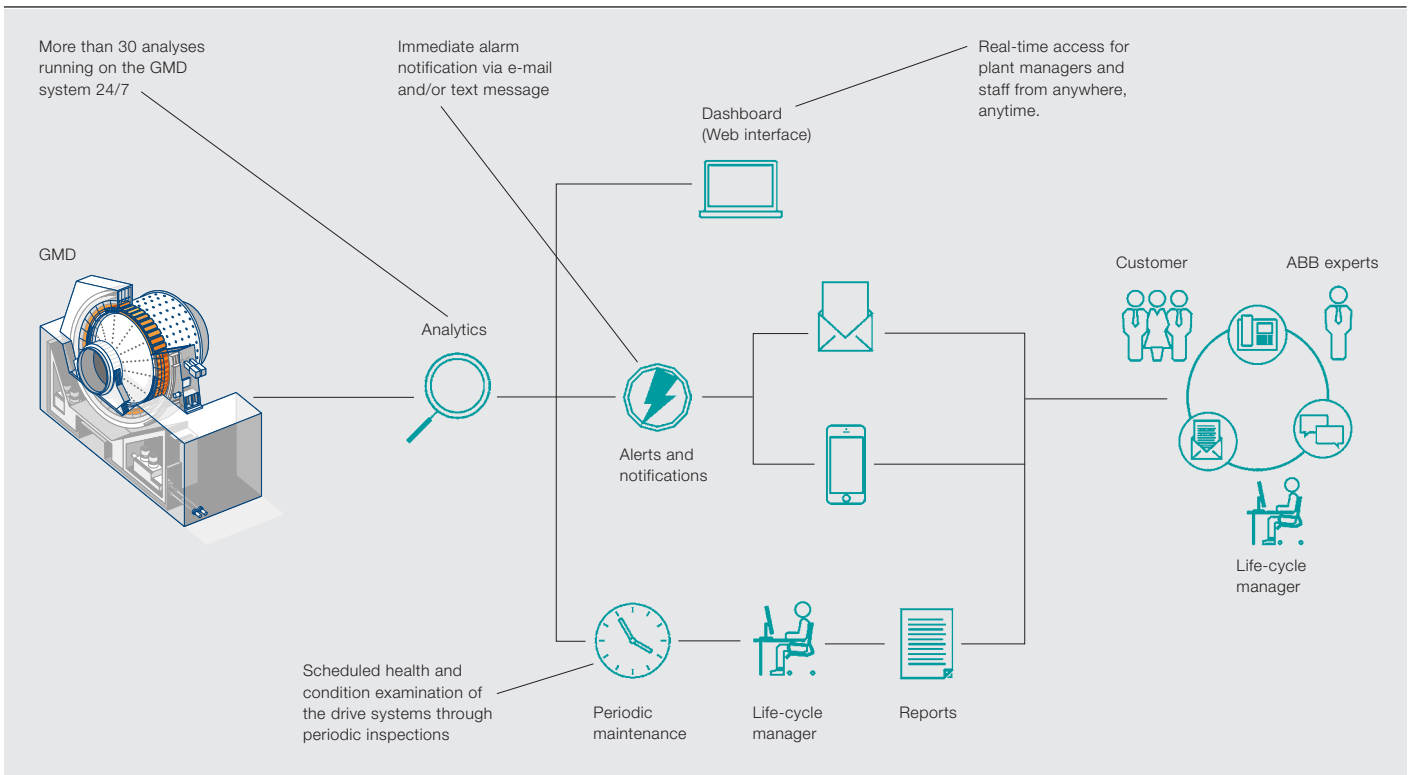 More than 30 analyses
running on the GMD
system 24/7
Immediate alarm
notification via e-mail
and/or text message
Real-time access for
plant managers and
staff from anywhere,
anytime.
Dashboard
(Web interface)
GMD
Analytics
Customer
ABB experts
Alerts and
notifications
Life-cycle
manager
Scheduled health and
condition examination of
the drive systems through
periodic inspections
Periodic
maintenance
Life-cycle
manager
Reports